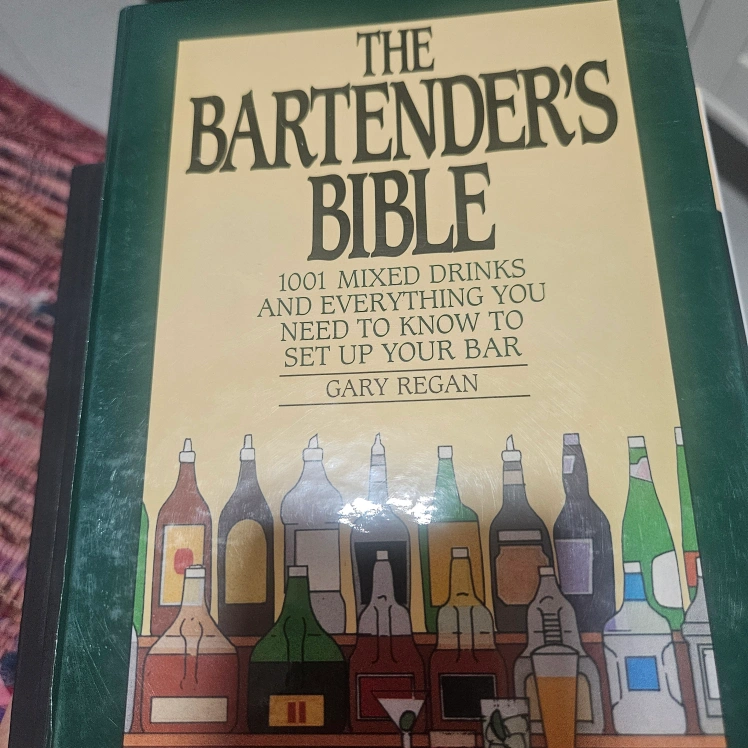 THE
BARTENDER'S
BIBLE
1001 MIXED DRINKS
AND EVERYTHING YOU
NEED TO KNOW TO
SET UP YOUR BAR
GARY REGAN